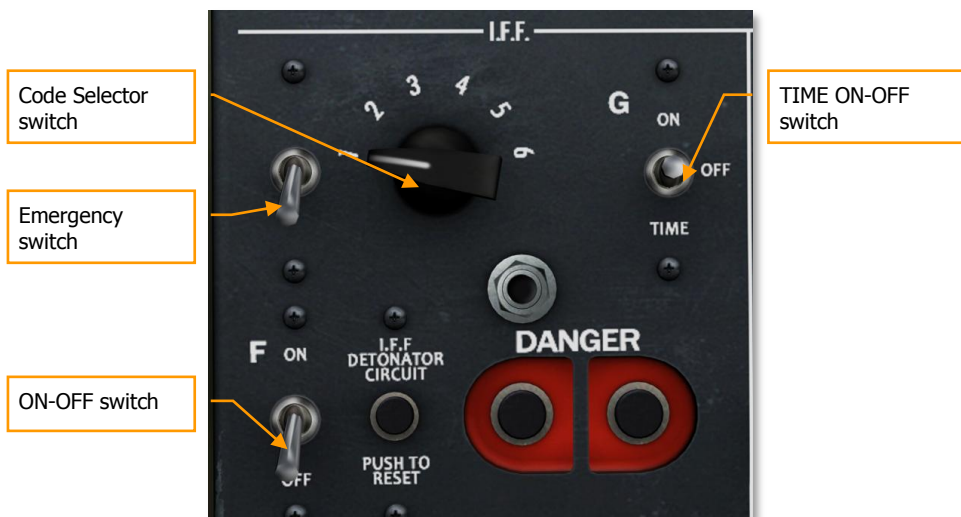 I.F.F.
Code Selector
switch
Emergency
switch
ON-OFF switch
TIME ON-OFF
switch
1 2 3 4 5 6
G
ON
OFF
TIME
F
ON
OFF
I.F.F
DETONATOR
CIRCUIT
PUSH TO
RESET
DANGER